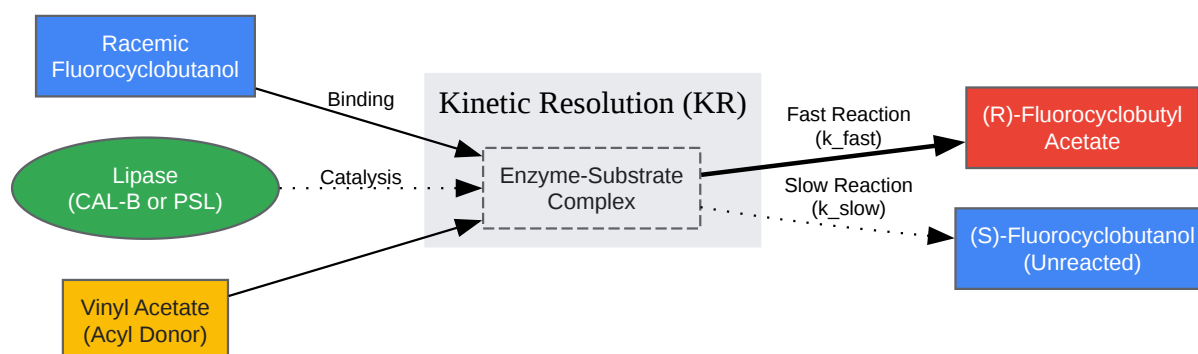 Racemic
Fluorocyclobutanol
Binding
Kinetic Resolution (KR)
Fast Reaction
(k_fast)
(R)-Fluorocyclobutyl
Acetate
Lipase
(CAL-B or PSL)
Catalysis
Enzyme-Substrate
Complex
Slow Reaction
(k_slow)
(S)-Fluorocyclobutanol
(Unreacted)
Vinyl Acetate
(Acyl Donor)